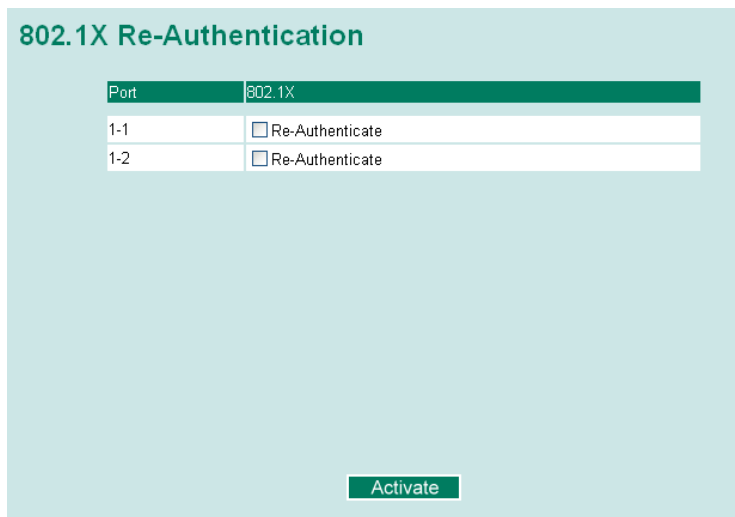 802.1X Re-Authentication
Port 802.1X
1-1 Re-Authenticate
1-2 Re-Authenticate
Activate